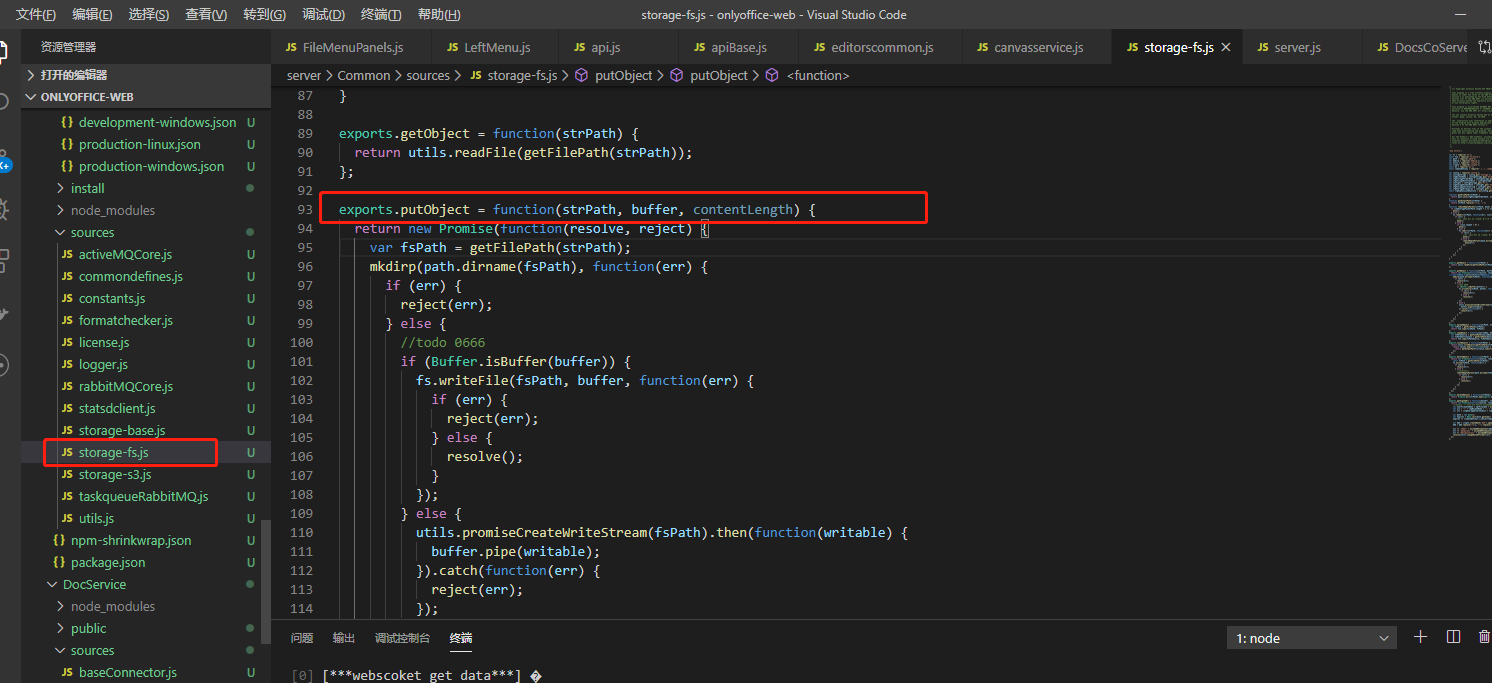 文件(F) 编辑(E) 选择(S) 查看(V) 转到(G) 调试(D) 终端(T) 帮助(H) storage-fs.js - onlyoffice-web - Visual Studio Code
资源管理器
JS FileMenuPanels.js JS LeftMenu.js JS api.js JS apiBase.js JS editorscommon.js JS canvasservice.js JS storage-fs.js JS server.js JS DocsCoServe
打开的编辑器
ONLYOFFICE-WEB
{} development-windows.json U
{} production-linux.json U
{} production-windows.json U
install
node_modules
sources
JS activeMQCore.js U
JS commondefines.js U
JS constants.js U
JS formatchecker.js U
JS license.js U
JS logger.js U
JS rabbitMQCore.js U
JS statsdclient.js U
JS storage-base.js U
JS storage-fs.js U
JS storage-s3.js U
JS taskqueueRabbitMQ.js U
JS utils.js U
{} npm-shrinkwrap.json U
{} package.json U
DocService
node_modules
public
sources
JS baseConnector.js U
server > Common > sources > JS storage-fs.js > putObject > putObject > <function>
87 }
88
89 exports.getObject = function(strPath) {
90 return utils.readFile(getFilePath(strPath));
91 };
92
93 exports.putObject = function(strPath, buffer, contentLength) {
94 return new Promise(function(resolve, reject) {
95 var fsPath = getFilePath(strPath);
96 mkdirp(path.dirname(fsPath), function(err) {
97 if (err) {
98 reject(err);
99 } else {
100 //todo 0666
101 if (Buffer.isBuffer(buffer)) {
102 fs.writeFile(fsPath, buffer, function(err) {
103 if (err) {
104 reject(err);
105 } else {
106 resolve();
107 }
108 });
109 } else {
110 utils.promiseCreateWriteStream(fsPath).then(function(writable) {
111 buffer.pipe(writable);
112 }).catch(function(err) {
113 reject(err);
114 });
问题 输出 调试控制台 终端 1: node
[0] [***webscoket get data***] �